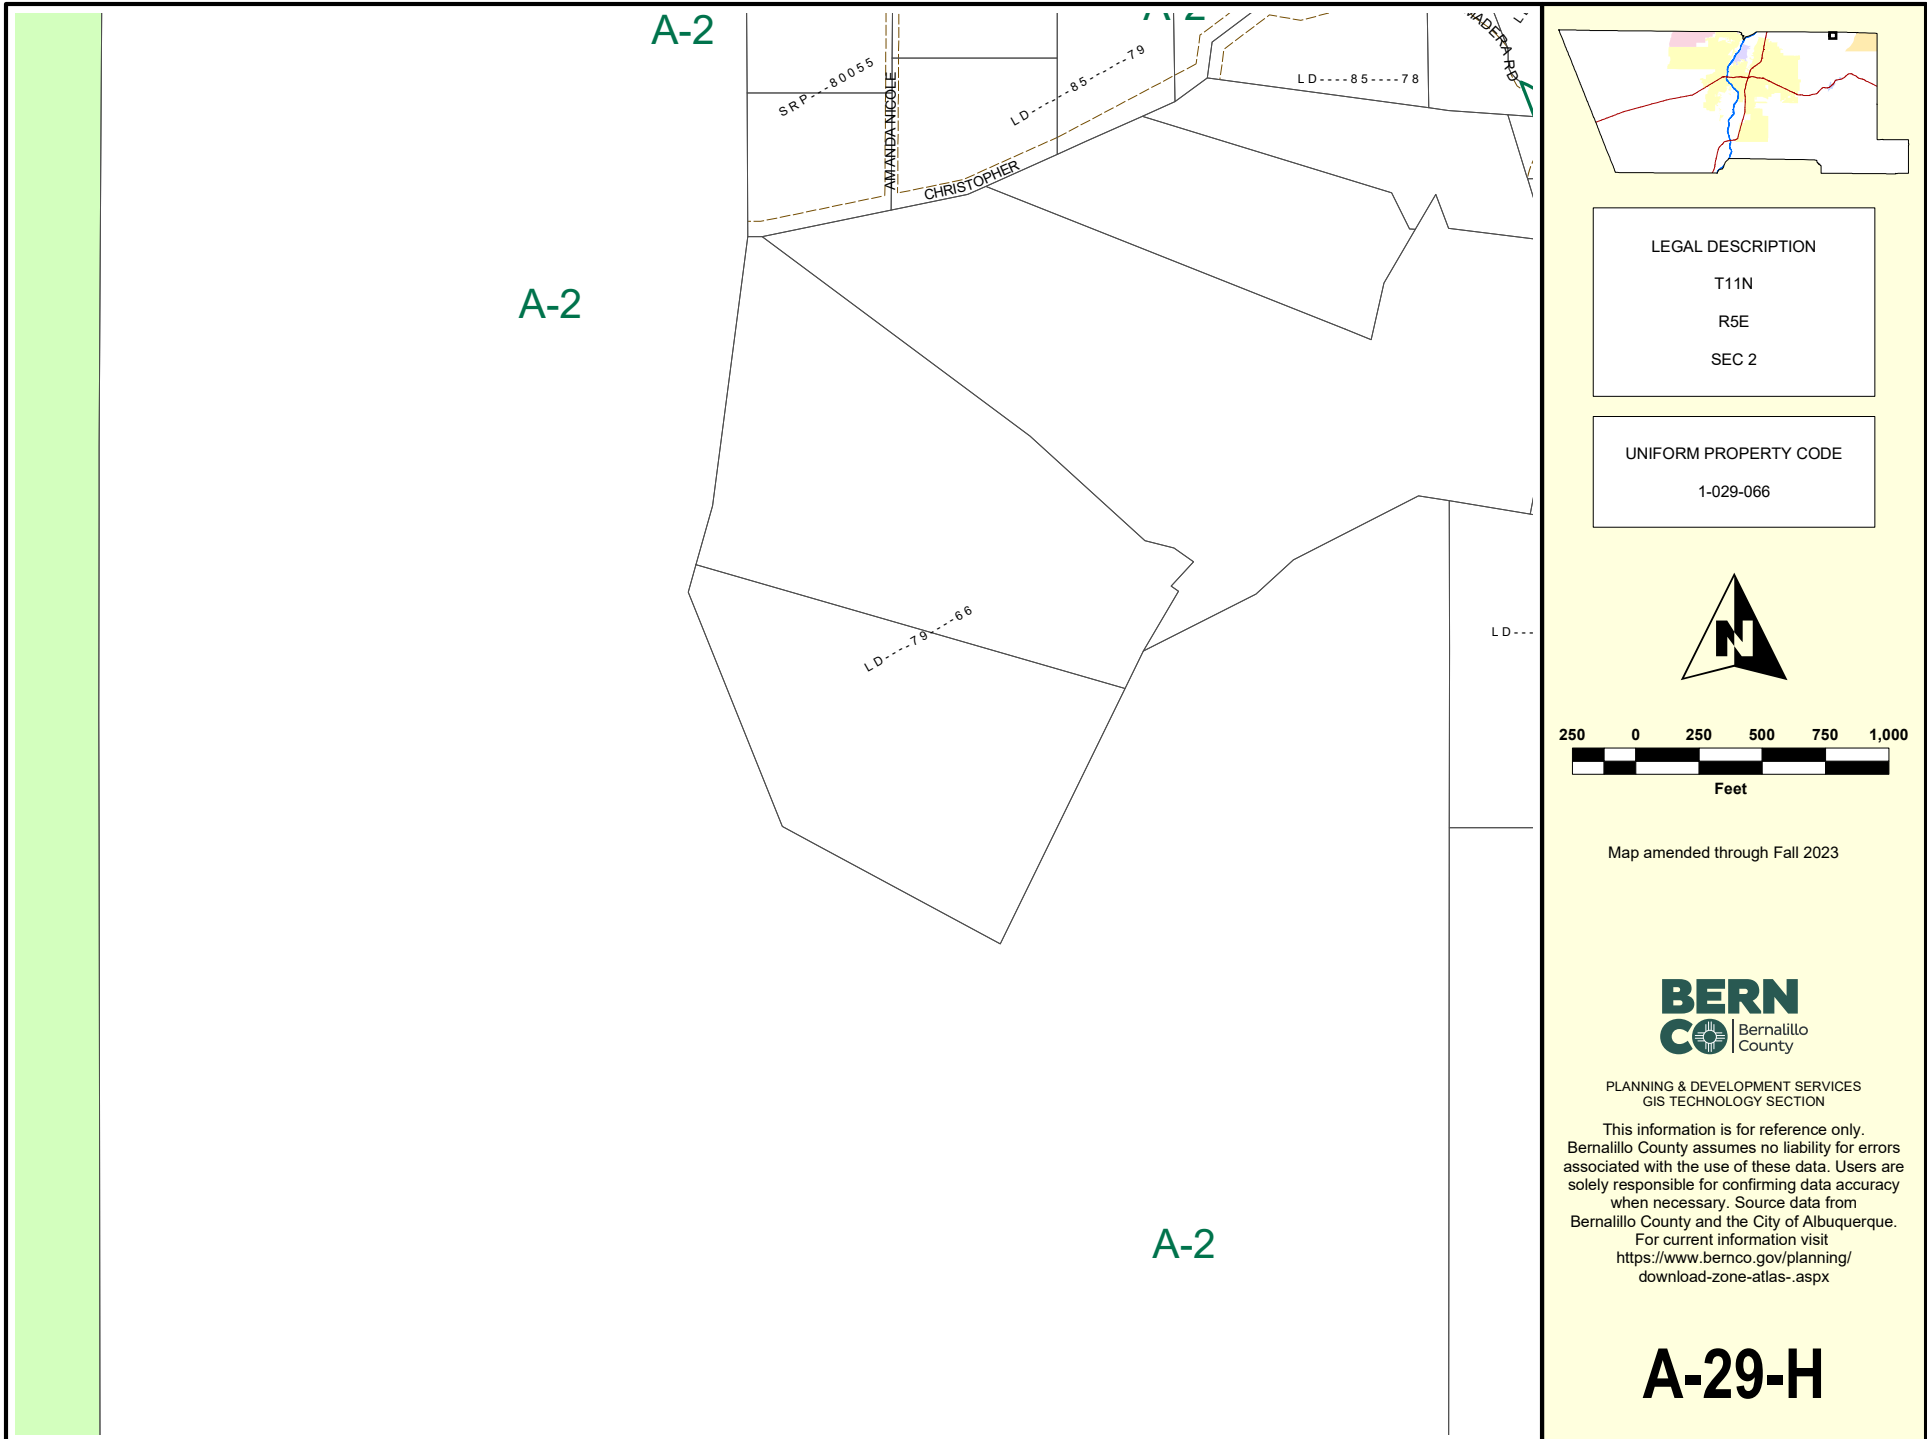 A-2
A-2
MADERA RD
SRP---80055
AMANDA NICOLE
LD------85------79
LD----85----78
CHRISTOPHER
A-2
LD----79----66
LD---
A-2
LEGAL DESCRIPTION
T11N
R5E
SEC 2
UNIFORM PROPERTY CODE
1-029-066
N
250 0 250 500 750 1,000
Feet
Map amended through Fall 2023
BERN
CO Bernalillo
County
PLANNING & DEVELOPMENT SERVICES
GIS TECHNOLOGY SECTION
This information is for reference only.
Bernalillo County assumes no liability for errors
associated with the use of these data. Users are
solely responsible for confirming data accuracy
when necessary. Source data from
Bernalillo County and the City of Albuquerque.
For current information visit
https://www.bernco.gov/planning/
download-zone-atlas-.aspx
A-29-H